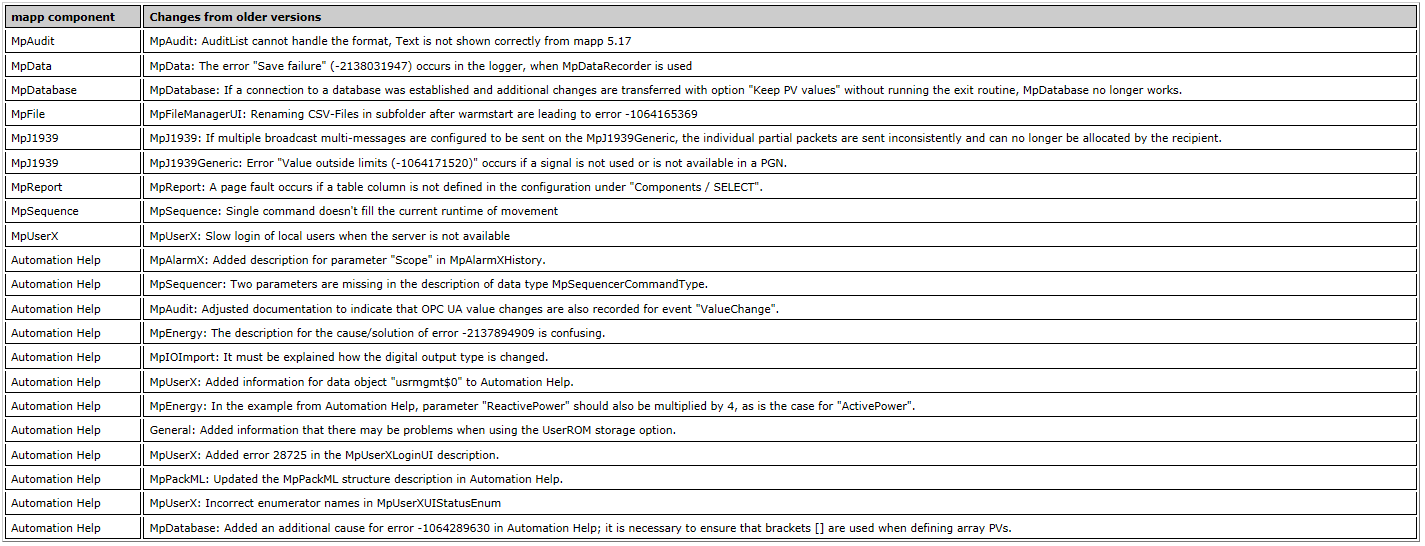 mapp component Changes from older versions
MpAudit MpAudit: AuditList cannot handle the format, Text is not shown correctly from mapp 5.17
MpData MpData: The error "Save failure" (-2138031947) occurs in the logger, when MpDataRecorder is used
MpDatabase MpDatabase: If a connection to a database was established and additional changes are transferred with option "Keep PV values" without running the exit routine, MpDatabase no longer works.
MpFile MpFileManagerUI: Renaming CSV-Files in subfolder after warmstart are leading to error -1064165369
MpJ1939 MpJ1939: If multiple broadcast multi-messages are configured to be sent on the MpJ1939Generic, the individual partial packets are sent inconsistently and can no longer be allocated by the recipient.
MpJ1939 MpJ1939Generic: Error "Value outside limits (-1064171520)" occurs if a signal is not used or is not available in a PGN.
MpReport MpReport: A page fault occurs if a table column is not defined in the configuration under "Components / SELECT".
MpSequence MpSequence: Single command doesn't fill the current runtime of movement
MpUserX MpUserX: Slow login of local users when the server is not available
Automation Help MpAlarmX: Added description for parameter "Scope" in MpAlarmXHistory.
Automation Help MpSequencer: Two parameters are missing in the description of data type MpSequencerCommandType.
Automation Help MpAudit: Adjusted documentation to indicate that OPC UA value changes are also recorded for event "ValueChange".
Automation Help MpEnergy: The description for the cause/solution of error -2137894909 is confusing.
Automation Help MpIOImport: It must be explained how the digital output type is changed.
Automation Help MpUserX: Added information for data object "usrmgmt$0" to Automation Help.
Automation Help MpEnergy: In the example from Automation Help, parameter "ReactivePower" should also be multiplied by 4, as is the case for "ActivePower".
Automation Help General: Added information that there may be problems when using the UserROM storage option.
Automation Help MpUserX: Added error 28725 in the MpUserXLoginUI description.
Automation Help MpPackML: Updated the MpPackML structure description in Automation Help.
Automation Help MpUserX: Incorrect enumerator names in MpUserXUIStatusEnum
Automation Help MpDatabase: Added an additional cause for error -1064289630 in Automation Help; it is necessary to ensure that brackets [] are used when defining array PVs.